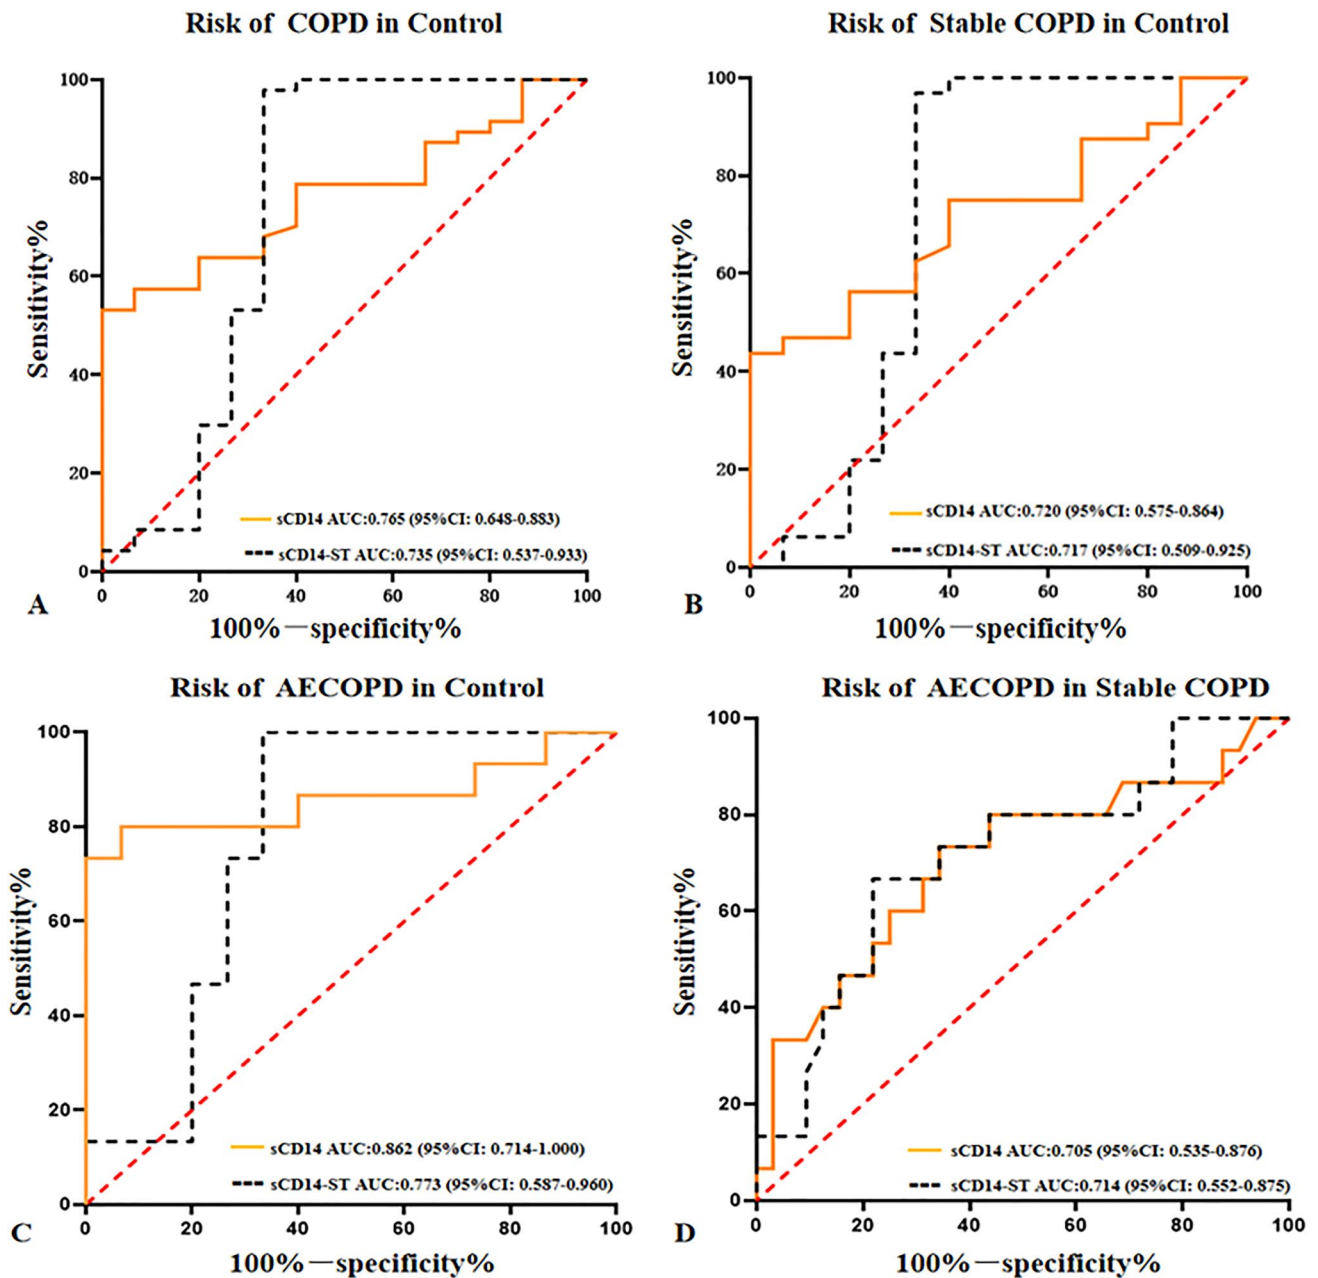 Risk of COPD in Control
100
80
60
40
20
0
Sensitivity%
sCD14 AUC:0.765 (95%CI: 0.648-0.883)
sCD14-ST AUC:0.735 (95%CI: 0.537-0.933)
0 20 40 60 80 100
A
100%—specificity%
Risk of Stable COPD in Control
100
80
60
40
20
0
Sensitivity%
sCD14 AUC:0.720 (95%CI: 0.575-0.864)
sCD14-ST AUC:0.717 (95%CI: 0.509-0.925)
0 20 40 60 80 100
B
100%—specificity%
Risk of AECOPD in Control
100
80
60
40
20
0
Sensitivity%
sCD14 AUC:0.862 (95%CI: 0.714-1.000)
sCD14-ST AUC:0.773 (95%CI: 0.587-0.960)
0 20 40 60 80 100
C
100%—specificity%
Risk of AECOPD in Stable COPD
100
80
60
40
20
0
Sensitivity%
sCD14 AUC:0.705 (95%CI: 0.535-0.876)
sCD14-ST AUC:0.714 (95%CI: 0.552-0.875)
0 20 40 60 80 100
D
100%—specificity%